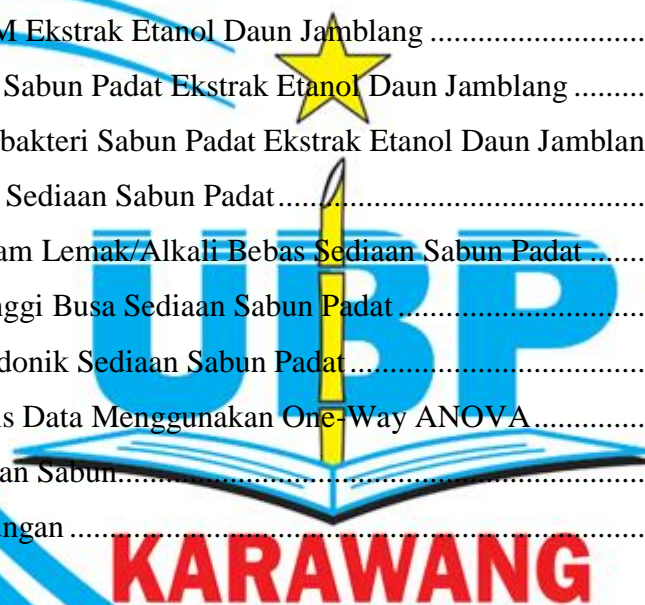 M Ekstrak Etanol Daun Jamblang ........................
Sabun Padat Ekstrak Etanol Daun Jamblang .........
bakteri Sabun Padat Ekstrak Etanol Daun Jamblan
Sediaan Sabun Padat..............................................
am Lemak/Alkali Bebas Sediaan Sabun Padat .......
nggi Busa Sediaan Sabun Padat ..............................
donik Sediaan Sabun Padat.....................................
s Data Menggunakan One-Way ANOVA..............
an Sabun..................................................................
ngan ........................................................................
UBP
KARAWANG